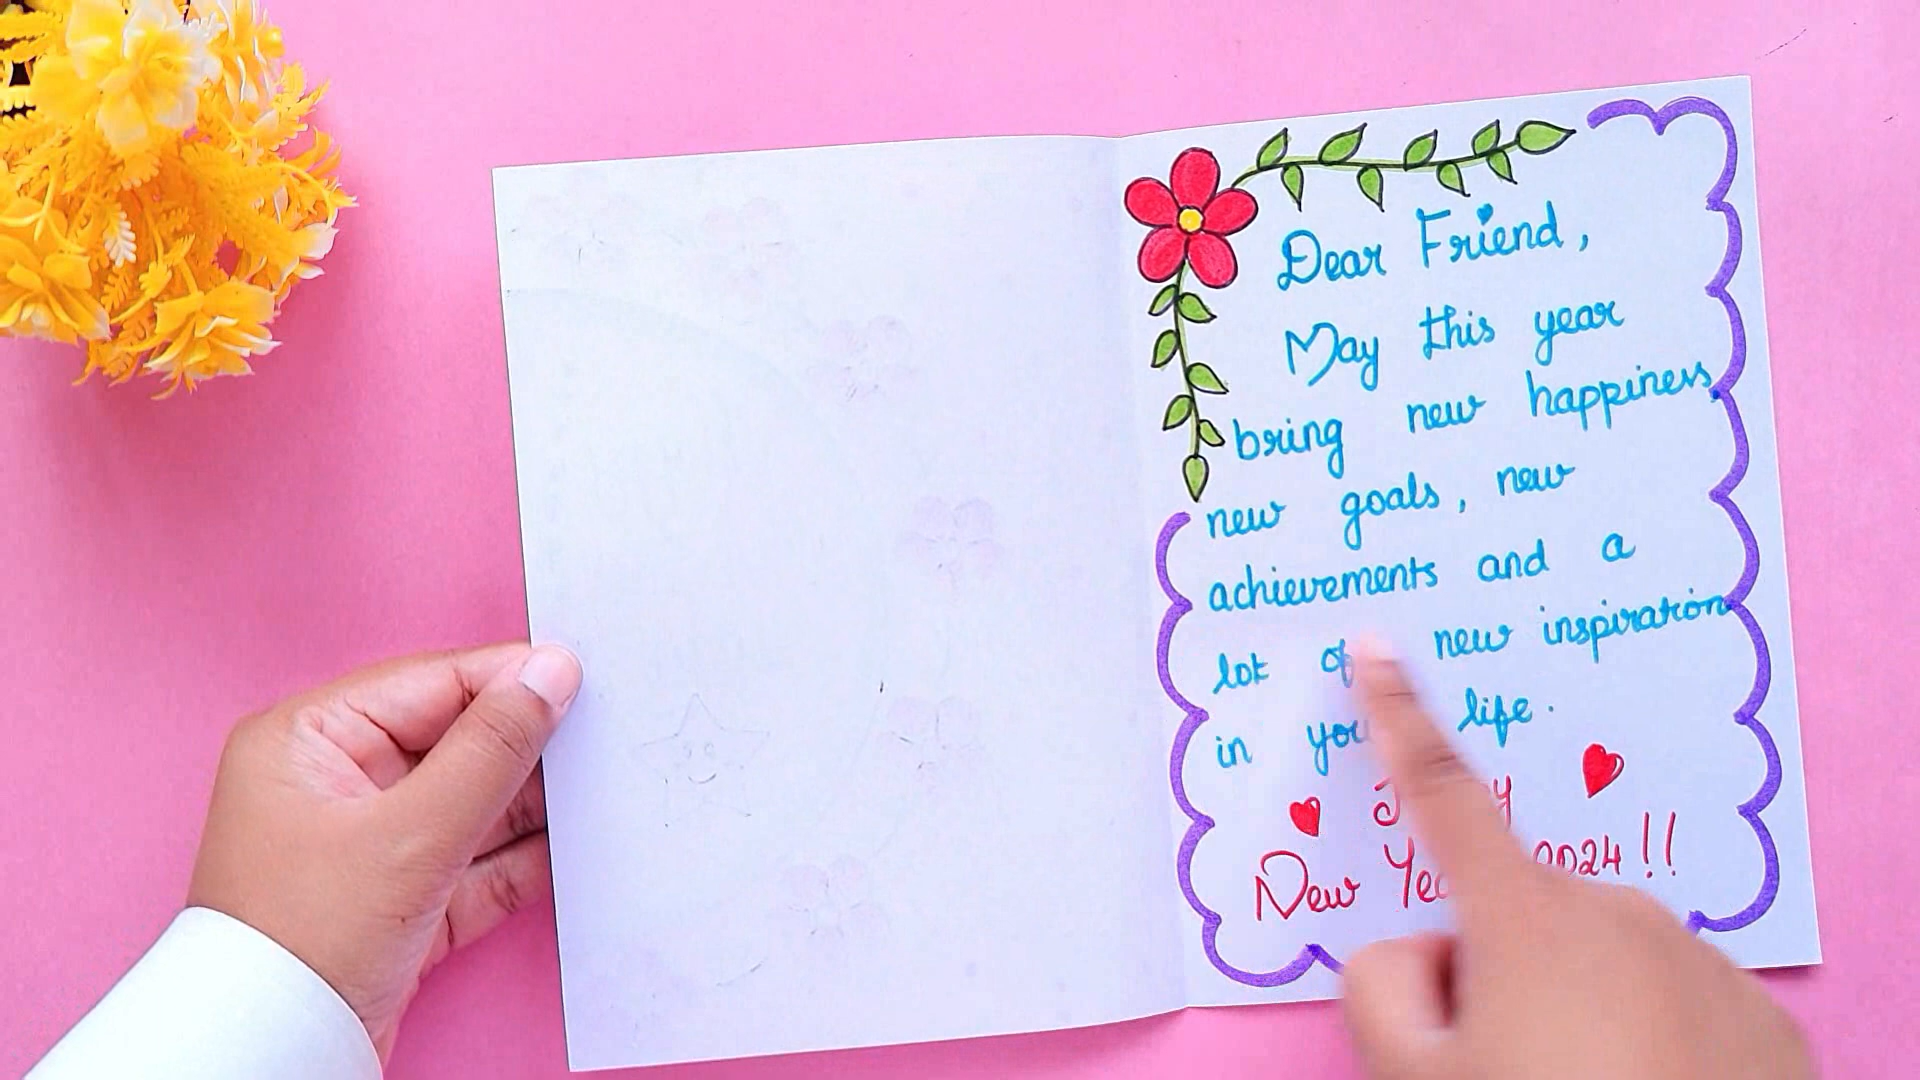 Dear Friend,
May this year
bring new happiness,
new goals, new
achievements and a
lot of new inspiration
in life.
New 2024!!